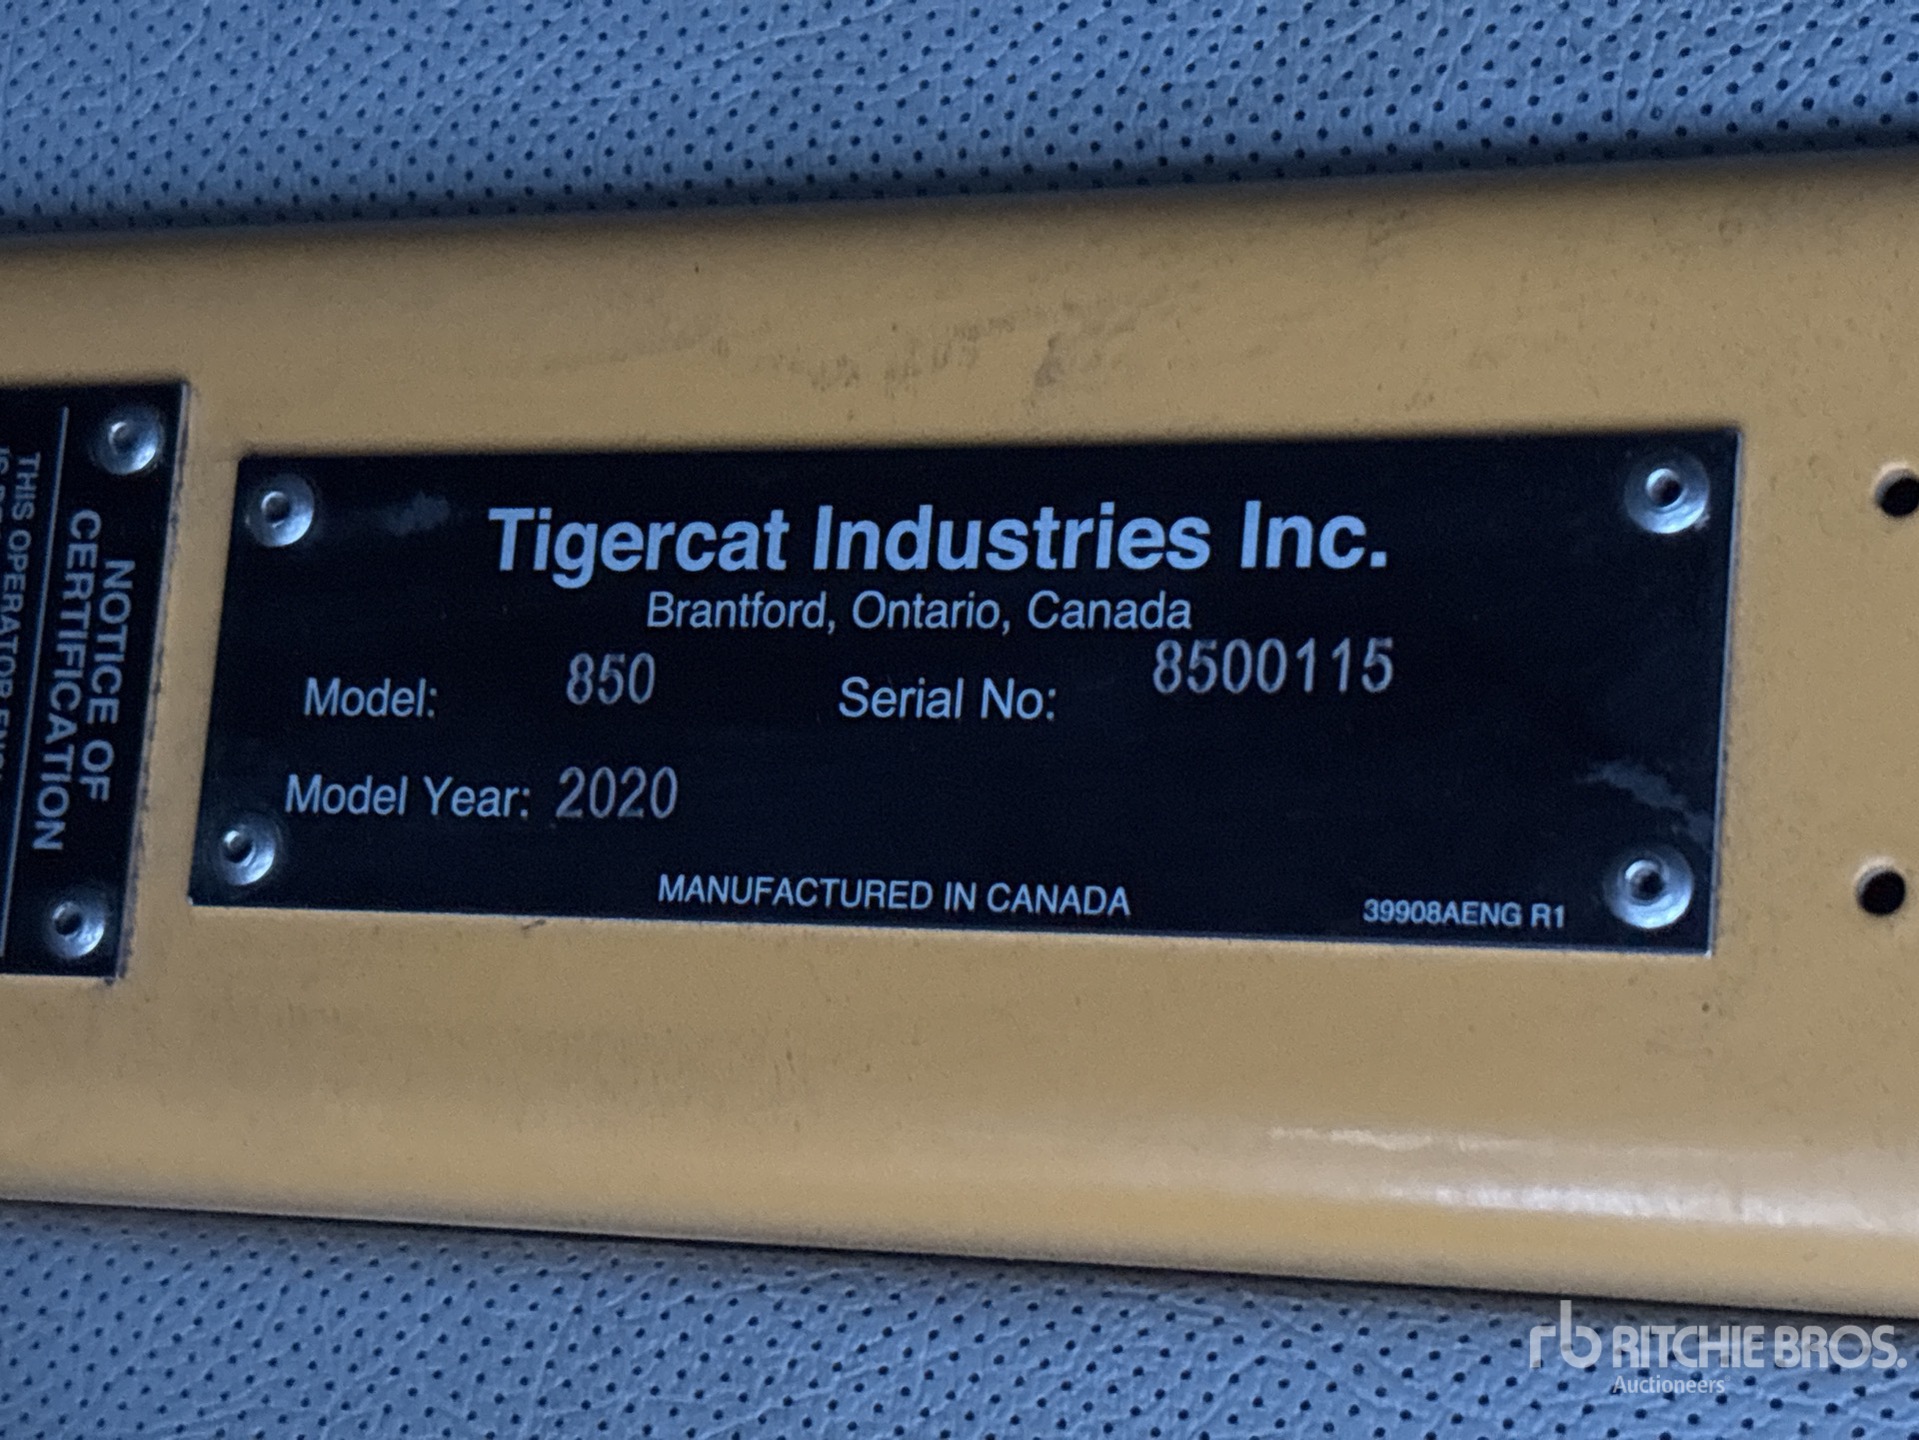 Tigercat Industries Inc.
Brantford, Ontario, Canada
Model: 850 Serial No: 8500115
Model Year: 2020
MANUFACTURED IN CANADA
39908AENG R1
NOTICE OF
CERTIFICATION
THIS OPERATOR
rb RITCHIE BROS.
Auctioneers